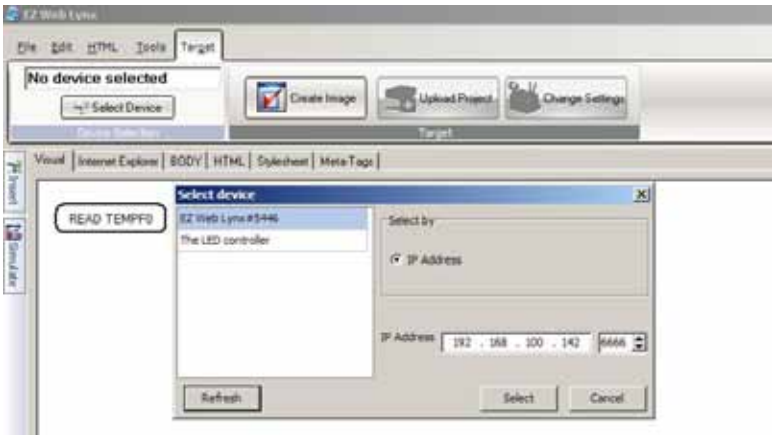 EZ Web Lynx
File Edit HTML Tools Target
No device selected
Select Device
Device Selection
Create Image Upload Project Change Settings
Target
Insert
Simulate
Visual Internet Explorer BODY HTML Stylesheet Meta-Tags
READ TEMPF0
Select device
EZ Web Lynx #5446
The LED controller
Select by
IP Address
IP Address 192 . 168 . 100 . 142 6666
Refresh Select Cancel